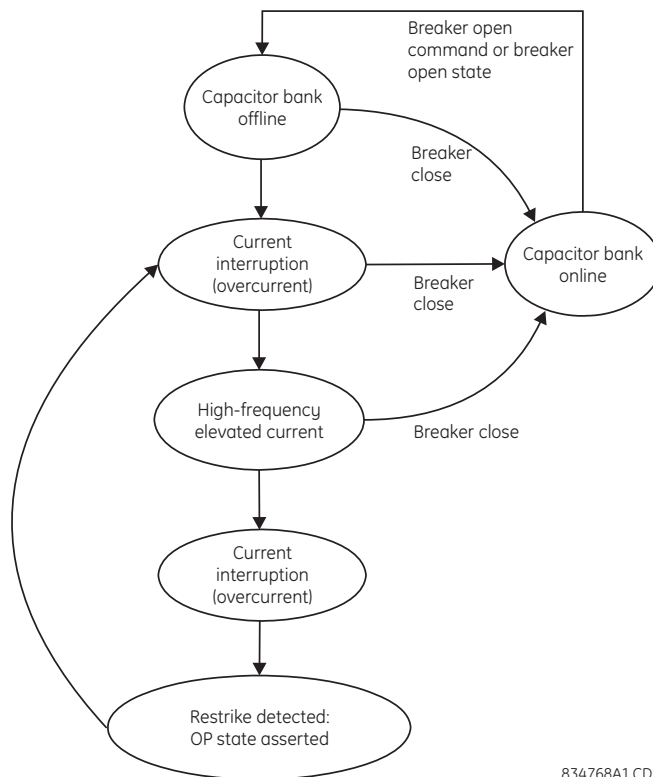 Breaker open
command or breaker
open state
Capacitor bank
offline
Breaker
close
Current
interruption
(overcurrent)
Breaker
close
Capacitor bank
online
High-frequency
elevated current
Breaker close
Current
interruption
(overcurrent)
Restrike detected:
OP state asserted
834768A1.CD